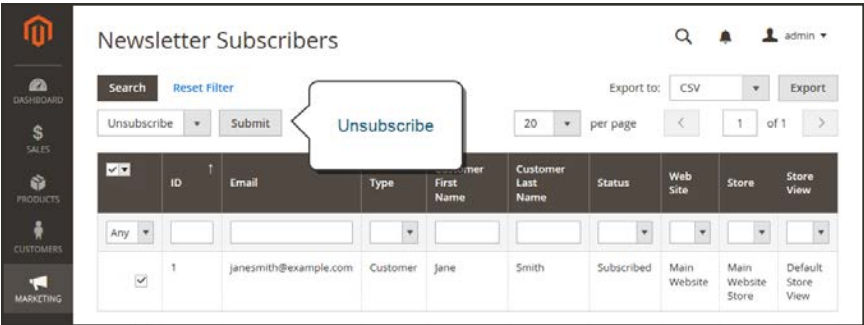 Newsletter Subscribers
admin
Search
Reset Filter
Export to:
CSV
Export
Unsubscribe
Submit
Unsubscribe
20
per page
1
of 1
DASHBOARD
SALES
PRODUCTS
CUSTOMERS
MARKETING
ID
Email
Type
First
Name
Customer
Last
Name
Status
Web
Site
Store
Store
View
Any
1
janesmith@example.com
Customer
Jane
Smith
Subscribed
Main
Website
Main
Website
Store
Default
Store
View